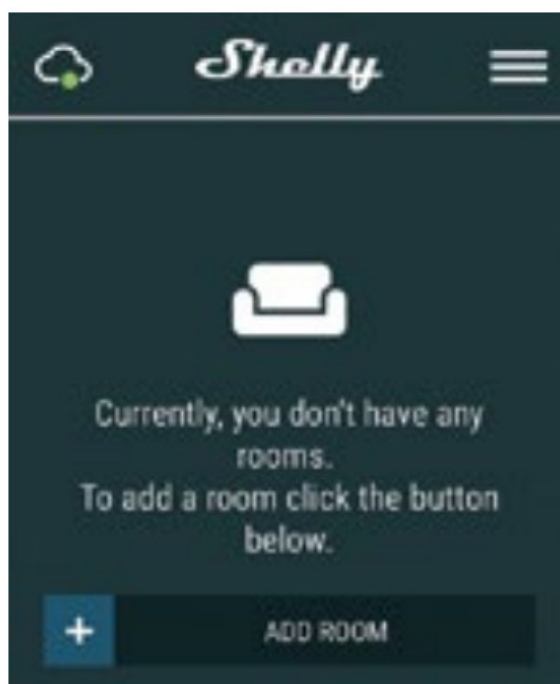 Shelly
Currently, you don't have any
rooms.
To add a room click the button
below.
+ ADD ROOM